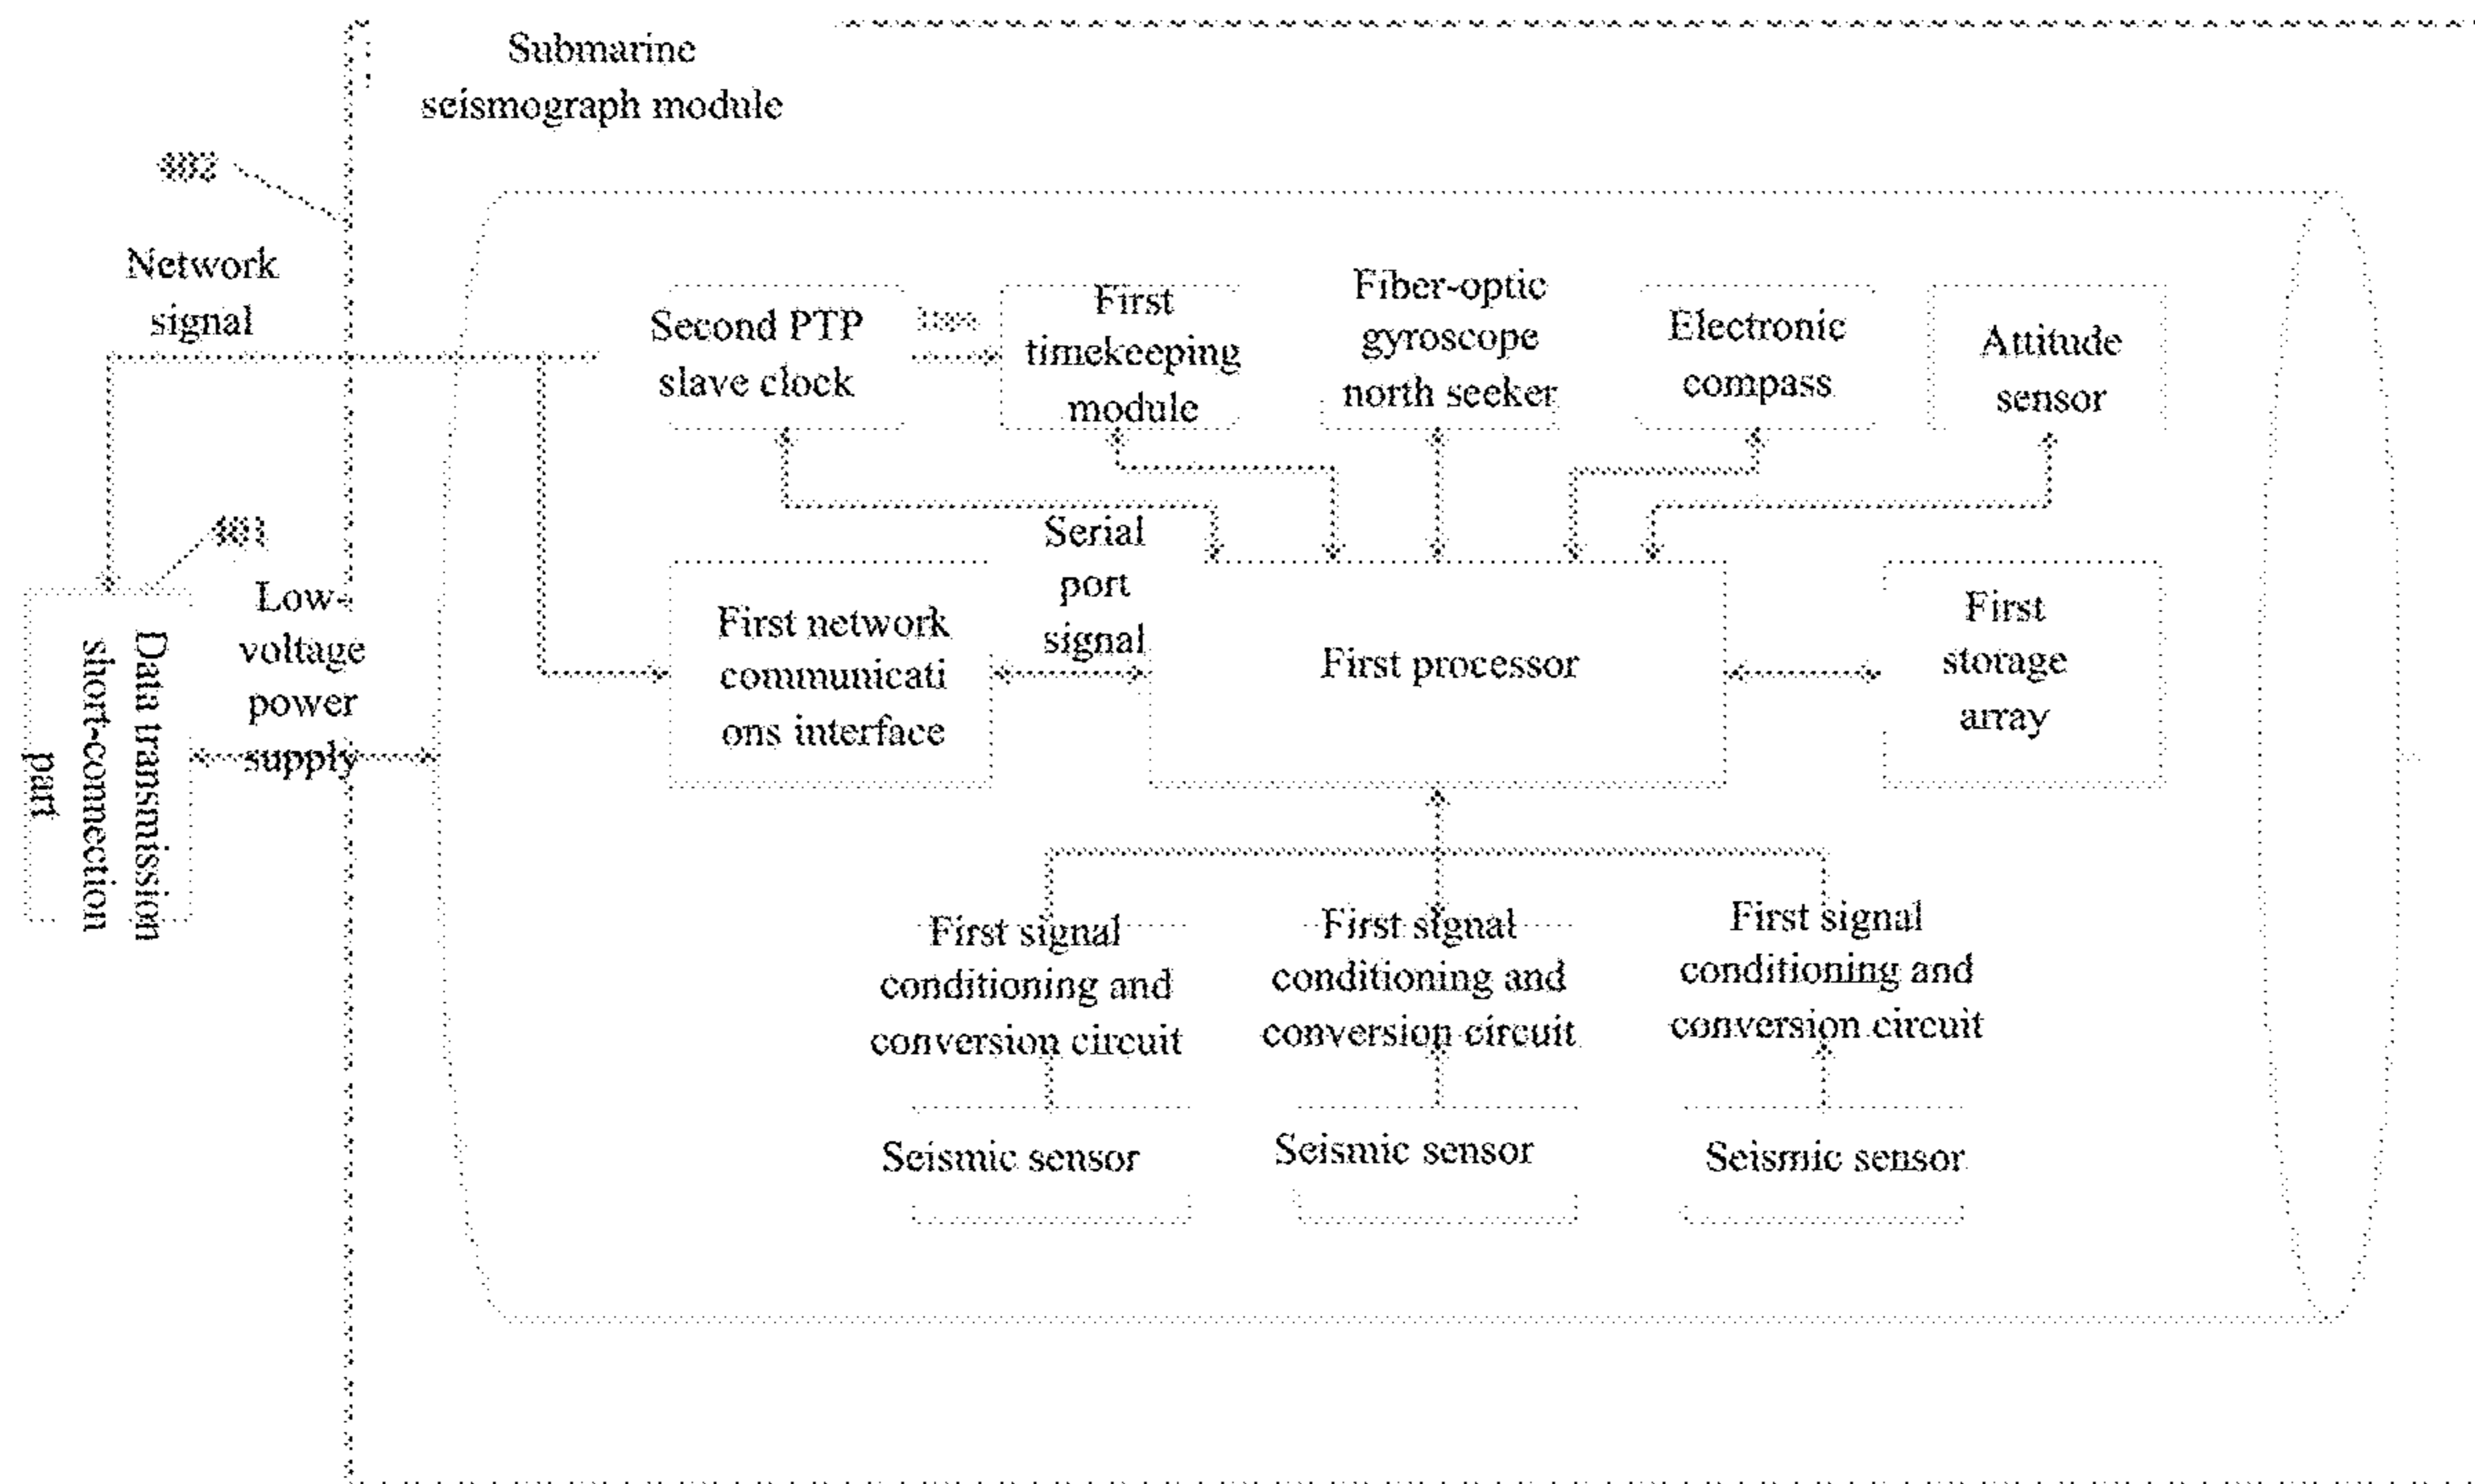 Submarine
seismograph module
402
Network
signal
Second PTP
slave clock
First
timekeeping
module
Fiber-optic
gyroscope
north seeker
Electronic
compass
Attitude
sensor
401
Low-
voltage
power
supply
Data transmission
short-connection
part
First network
communicati
ons interface
Serial
port
signal
First processor
First
storage
array
First signal
conditioning and
conversion circuit
First signal
conditioning and
conversion circuit
First signal
conditioning and
conversion circuit
Seismic sensor
Seismic sensor
Seismic sensor